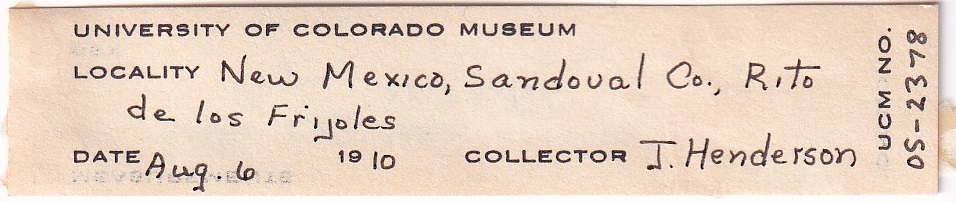 UNIVERSITY OF COLORADO MUSEUM
LOCALITY New Mexico, Sandoval Co., Rito
de los Frijoles
DATE Aug. 6 1910 COLLECTOR J. Henderson
UCM NO.
OS-2378